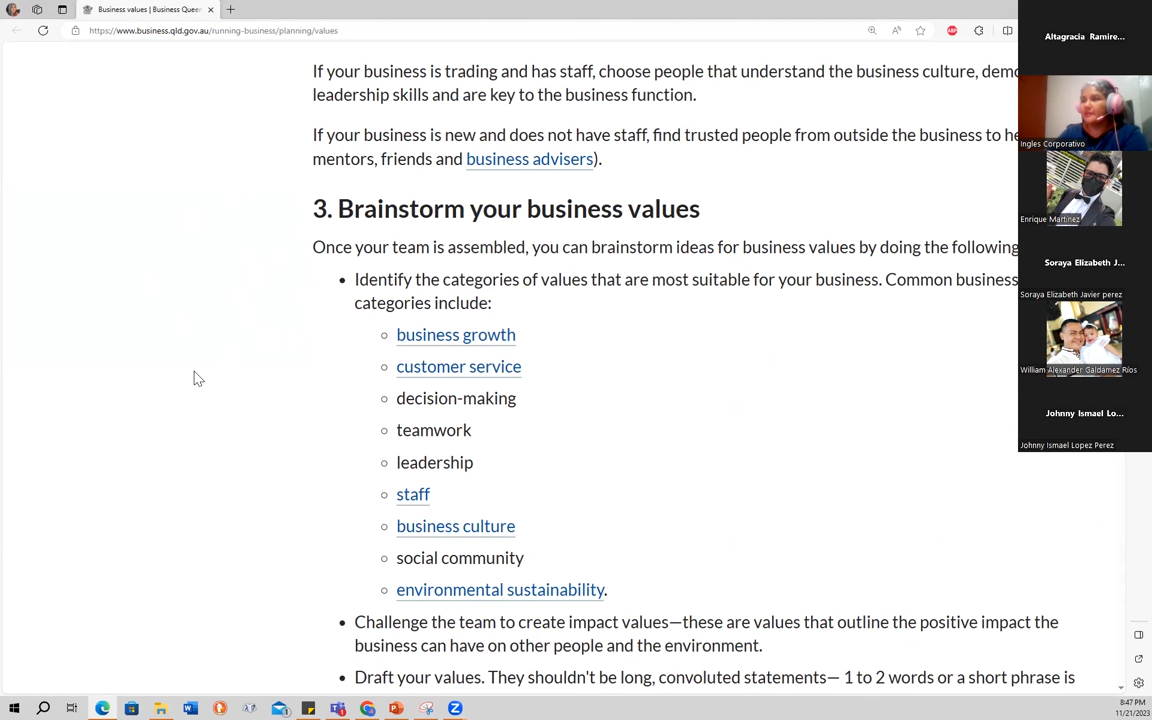 Business values | Business Queen
https://www.business.qld.gov.au/running-business/planning/values
If your business is trading and has staff, choose people that understand the business culture, demo
leadership skills and are key to the business function.
If your business is new and does not have staff, find trusted people from outside the business to he
mentors, friends and business advisers).
3. Brainstorm your business values
Once your team is assembled, you can brainstorm ideas for business values by doing the following
Identify the categories of values that are most suitable for your business. Common business
categories include:
business growth
customer service
decision-making
teamwork
leadership
staff
business culture
social community
environmental sustainability.
Challenge the team to create impact values—these are values that outline the positive impact the
business can have on other people and the environment.
Draft your values. They shouldn't be long, convoluted statements— 1 to 2 words or a short phrase is
Altagracia Ramire...
Ingles Corporativo
Enrique Martinez
Soraya Elizabeth J...
Soraya Elizabeth Javier perez
William Alexander Galdamez Ríos
Johnny Ismael Lo...
Johnny Ismael Lopez Perez
8:47 PM
11/21/2023